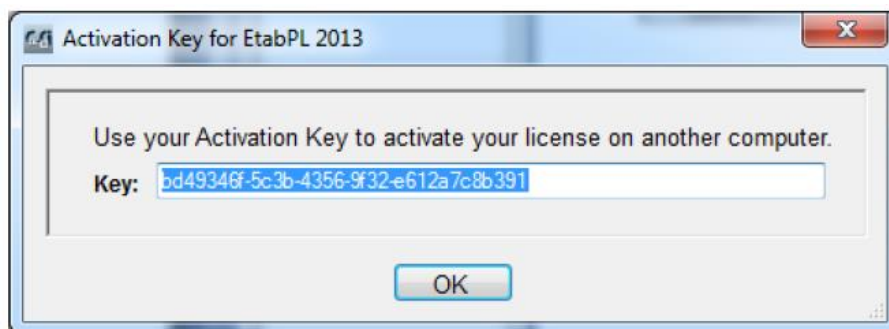 Activation Key for EtabPL 2013
Use your Activation Key to activate your license on another computer.
Key: bd49346f-5c3b-4356-9f32-e612a7c8b391
OK